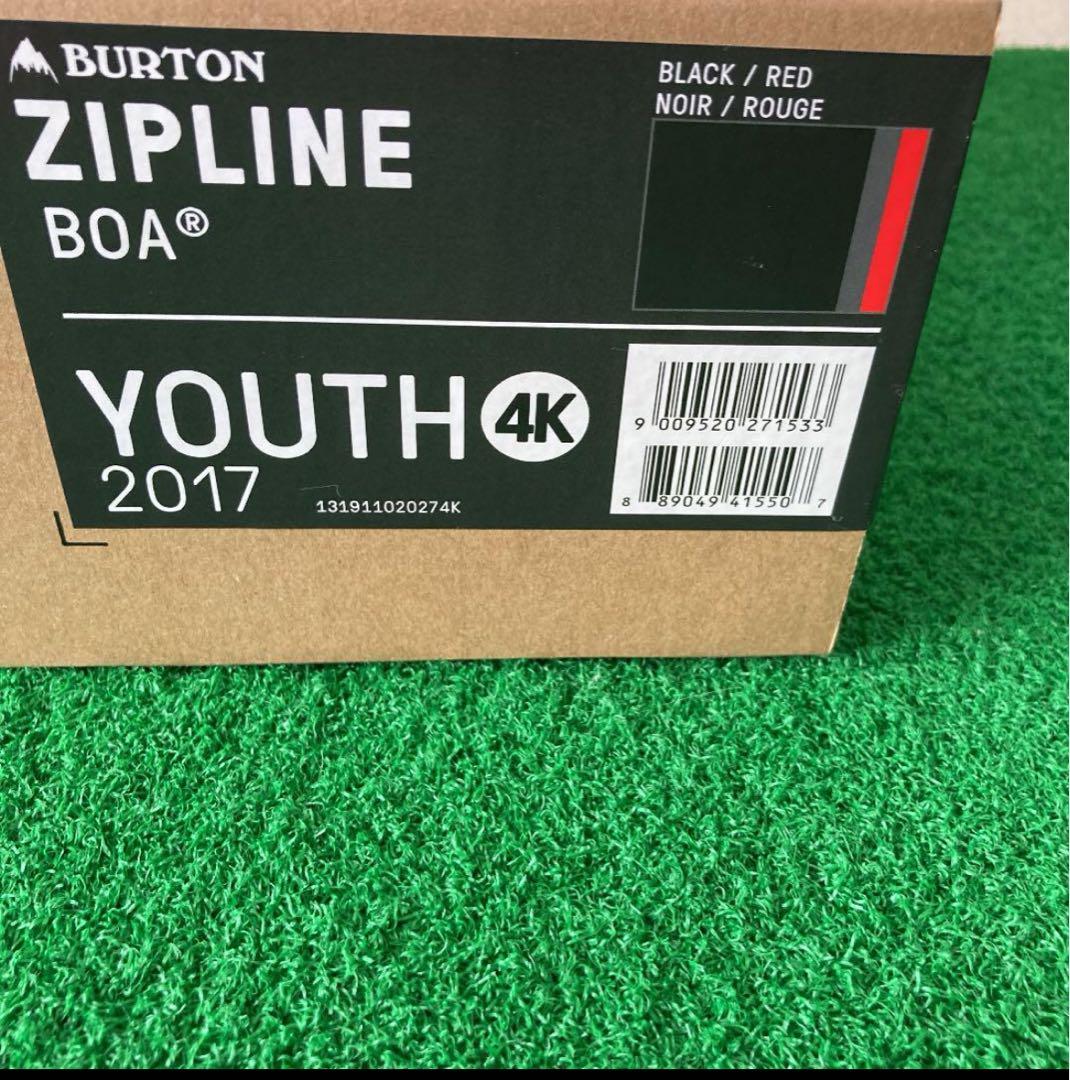 BURTON
ZIPLINE
BOA®
BLACK / RED
NOIR / ROUGE
YOUTH 4K
2017
131911020274K
9 009520 271533
8 89049 41550 7